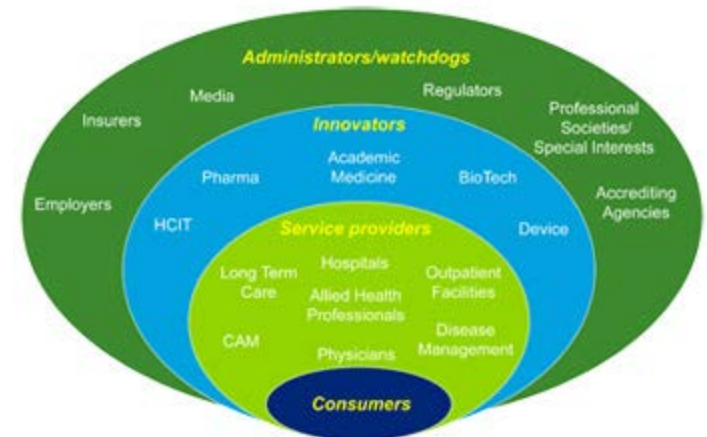 Administrators/watchdogs
Media
Regulators
Insurers
Professional
Societies/
Special Interests
Employers
Accrediting
Agencies
Innovators
Academic
Medicine
Pharma
BioTech
HCIT
Device
Service providers
Hospitals
Long Term
Care
Outpatient
Facilities
Allied Health
Professionals
CAM
Disease
Management
Physicians
Consumers